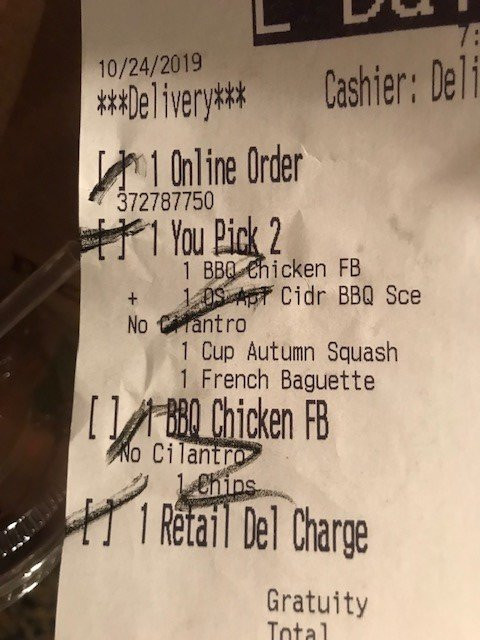 10/24/2019
***Delivery*** Cashier: Deli
[ ] 1 Online Order
372787750
[ ] 1 You Pick 2
1 BBQ Chicken FB
+ 1 OS Apl Cidr BBQ Sce
No Cilantro
1 Cup Autumn Squash
1 French Baguette
[ ] 1 BBQ Chicken FB
No Cilantro
1 Chips
[ ] 1 Retail Del Charge
Gratuity
Total